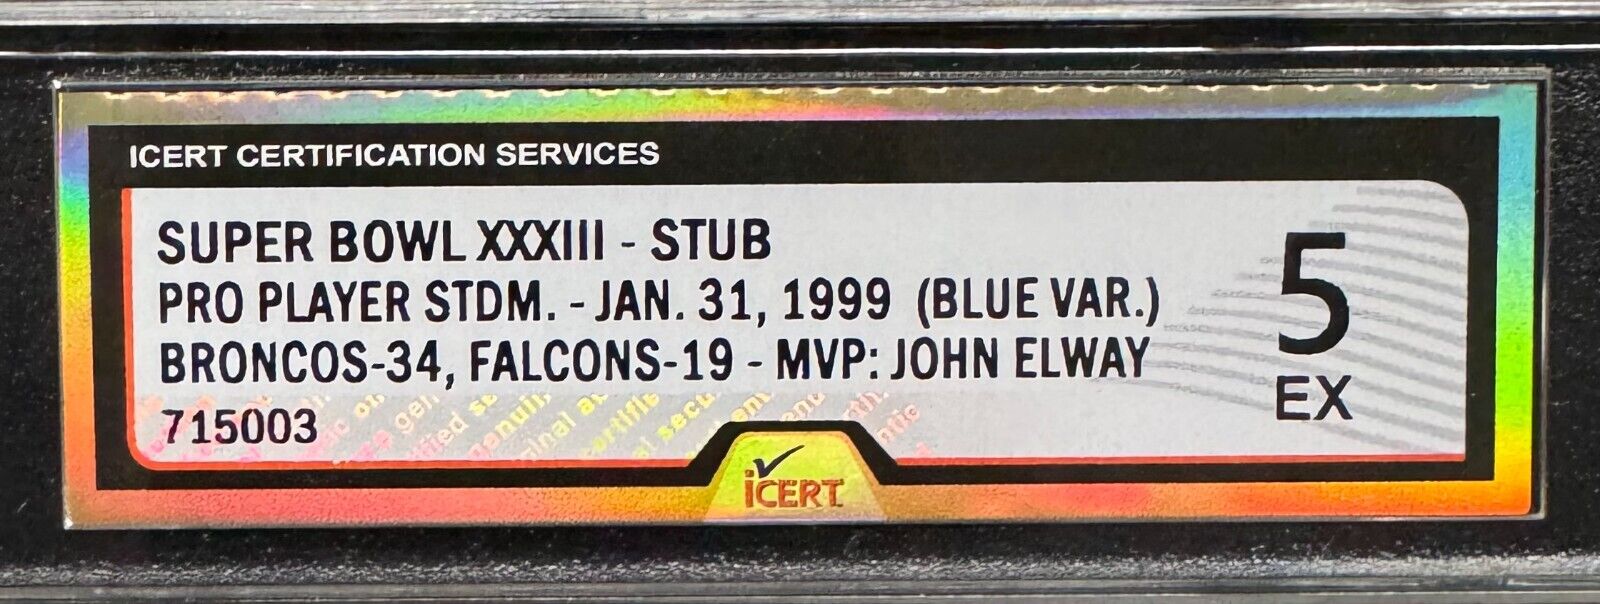 ICERT CERTIFICATION SERVICES
SUPER BOWL XXXIII - STUB
PRO PLAYER STDM. - JAN. 31, 1999 (BLUE VAR.)
BRONCOS-34, FALCONS-19 - MVP: JOHN ELWAY
715003
5
EX
iCERT